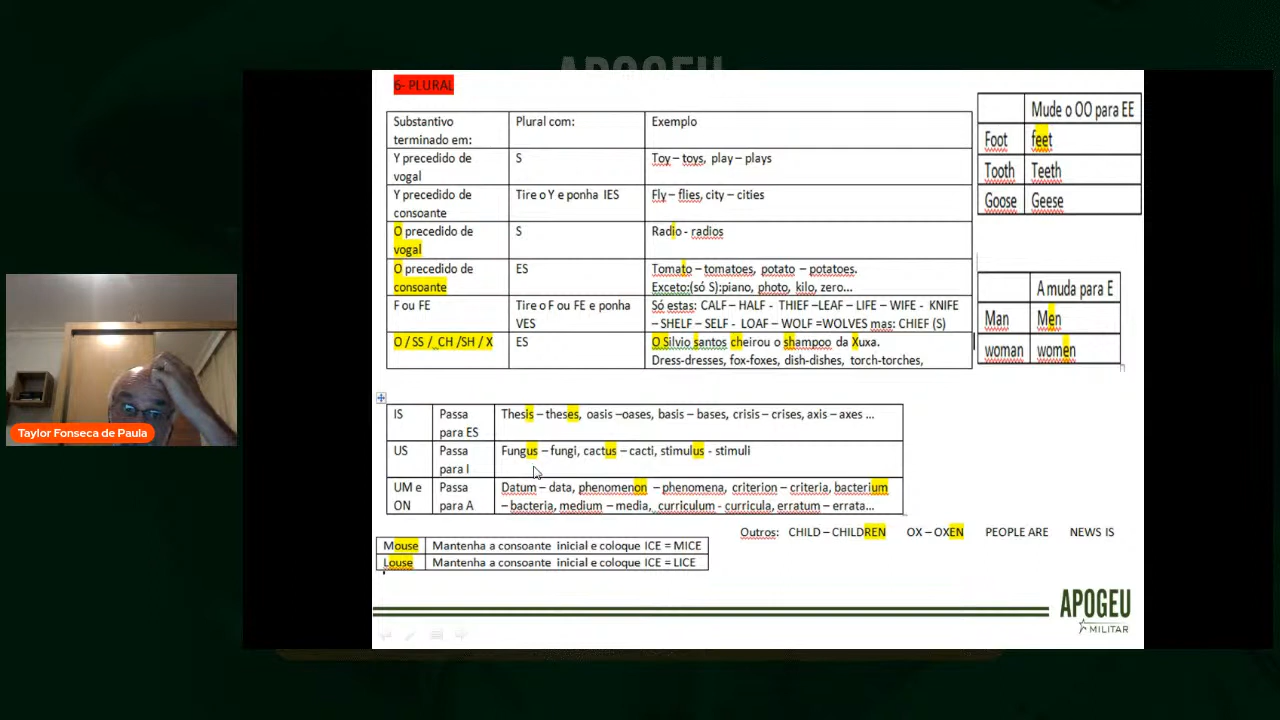 APOGEU
6- PLURAL
Substantivo terminado em: Plural com: Exemplo
Y precedido de vogal S Toy – toys, play – plays
Y precedido de consoante Tire o Y e ponha IES Fly – flies, city – cities
O precedido de vogal S Radio - radios
O precedido de consoante ES Tomato – tomatoes, potato – potatoes.
Exceto:(só S):piano, photo, kilo, zero...
F ou FE Tire o F ou FE e ponha VES Só estas: CALF – HALF - THIEF –LEAF – LIFE – WIFE - KNIFE
– SHELF – SELF - LOAF – WOLF =WOLVES mas: CHIEF (S)
O / SS /_CH /SH / X ES O Silvio santos cheirou o shampoo da Xuxa.
Dress-dresses, fox-foxes, dish-dishes, torch-torches,
Mude o OO para EE
Foot feet
Tooth Teeth
Goose Geese
A muda para E
Man Men
woman women
IS Passa para ES Thesis – theses, oasis –oases, basis – bases, crisis – crises, axis – axes ...
US Passa para I Fungus – fungi, cactus – cacti, stimulus - stimuli
UM e ON Passa para A Datum – data, phenomenon – phenomena, criterion – criteria, bacterium
– bacteria, medium – media, curriculum - curricula, erratum – errata...
Outros: CHILD – CHILDREN OX – OXEN PEOPLE ARE NEWS IS
Mouse Mantenha a consoante inicial e coloque ICE = MICE
Louse Mantenha a consoante inicial e coloque ICE = LICE
APOGEU
MILITAR
Taylor Fonseca de Paula